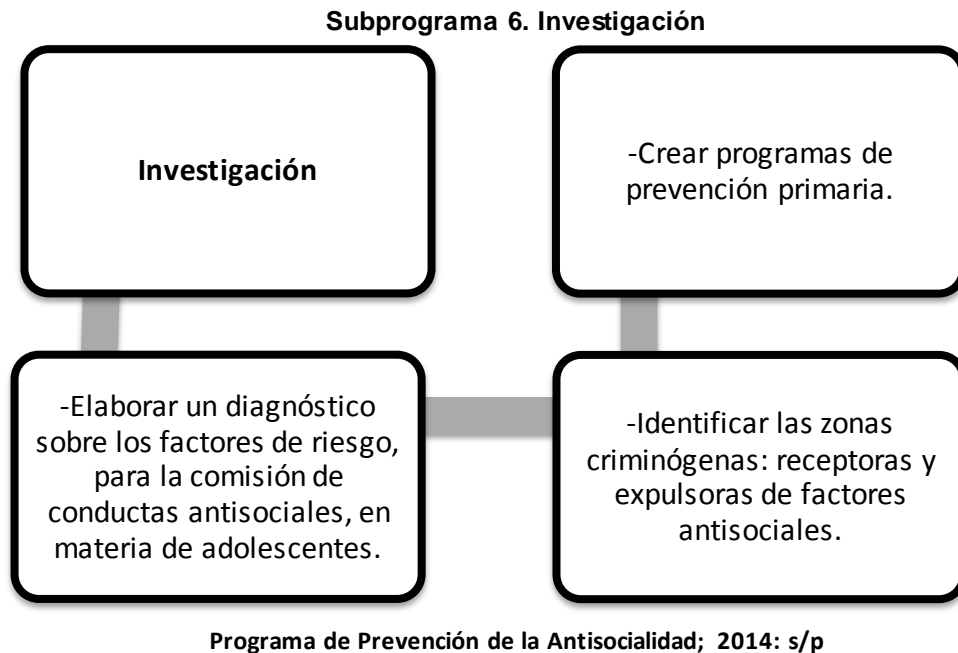 Subprograma 6. Investigación
Investigación
-Elaborar un diagnóstico
sobre los factores de riesgo,
para la comisión de
conductas antisociales, en
materia de adolescentes.
-Identificar las zonas
criminógenas: receptoras y
expulsoras de factores
antisociales.
-Crear programas de
prevención primaria.
Programa de Prevención de la Antisocialidad; 2014: s/p